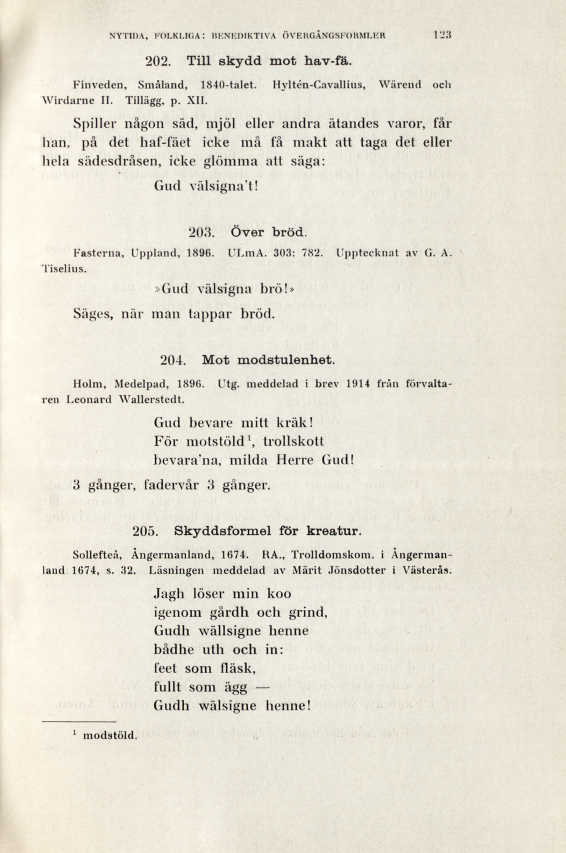 NYTIDA, FOLKLIGA: BENEDIKTIVA ÖVERGÅNGSFORMLER 123
202. Till skydd mot hav-fä.
Finveden, Småland, 1840-talet. Hyltén-Cavallius, Wärend och
Wirdarne II. Tillägg, p. XII.
Spiller någon säd, mjöl eller andra ätandes varor, får
han, på det haf-fäet icke må få makt att taga det eller
hela sädesdråsen, icke glömma att säga:
Gud välsigna't!
203. Över bröd.
Fasterna, Uppland, 1896. ULmA. 303: 782. Upptecknat av G. A.
Tiselius.
»Gud välsigna brö!»
Säges, när man tappar bröd.
204. Mot modstulenhet.
Holm, Medelpad, 1896. Utg. meddelad i brev 1914 från förvalta-
ren Leonard Wallerstedt.
Gud bevare mitt kräk!
För motstöld¹, trollskott
bevara'na, milda Herre Gud!
3 gånger, fadervår 3 gånger.
205. Skyddsformel för kreatur.
Sollefteå, Ångermanland, 1674. RA., Trolldomskom. i Ångerman-
land 1674, s. 32. Läsningen meddelad av Märit Jönsdotter i Västerås.
Jagh löser min koo
igenom gårdh och grind,
Gudh wällsigne henne
bådhe uth och in:
feet som fläsk,
fullt som ägg —
Gudh wälsigne henne!
¹ modstöld.